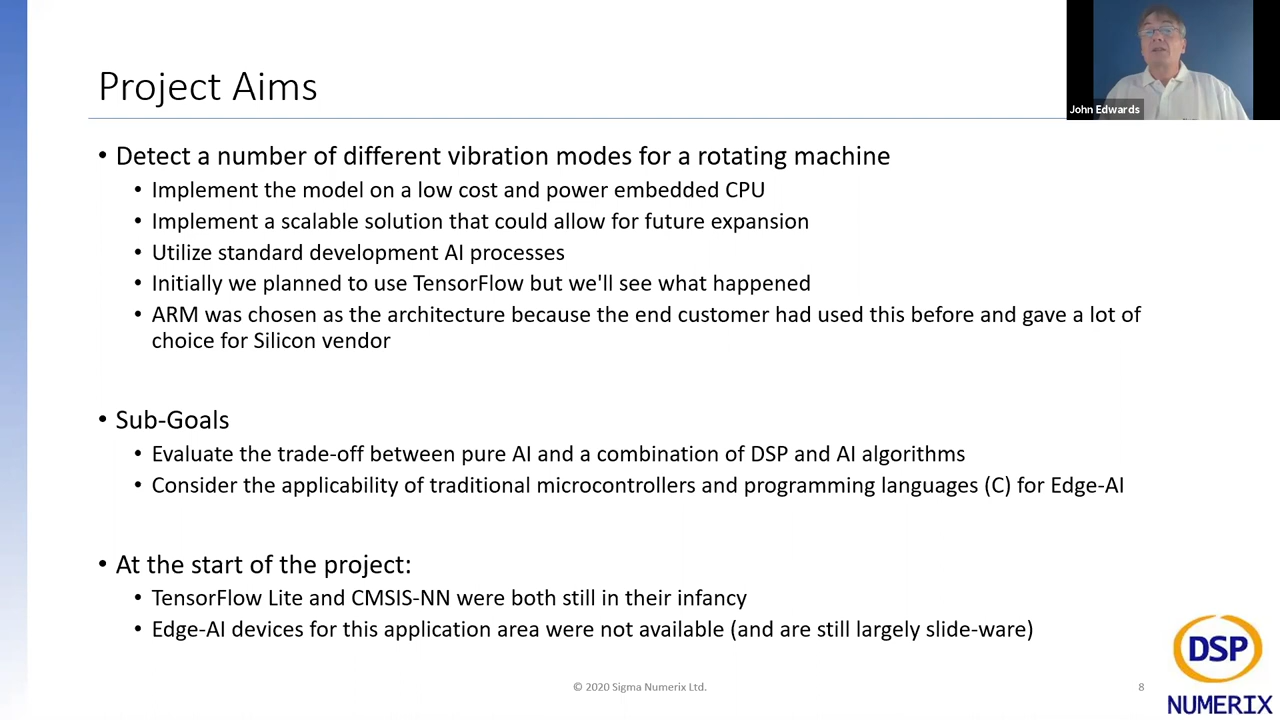 Project Aims
John Edwards
• Detect a number of different vibration modes for a rotating machine
• Implement the model on a low cost and power embedded CPU
• Implement a scalable solution that could allow for future expansion
• Utilize standard development AI processes
• Initially we planned to use TensorFlow but we'll see what happened
• ARM was chosen as the architecture because the end customer had used this before and gave a lot of
choice for Silicon vendor
• Sub-Goals
• Evaluate the trade-off between pure AI and a combination of DSP and AI algorithms
• Consider the applicability of traditional microcontrollers and programming languages (C) for Edge-AI
• At the start of the project:
• TensorFlow Lite and CMSIS-NN were both still in their infancy
• Edge-AI devices for this application area were not available (and are still largely slide-ware)
© 2020 Sigma Numerix Ltd.
8
DSP
NUMERIX